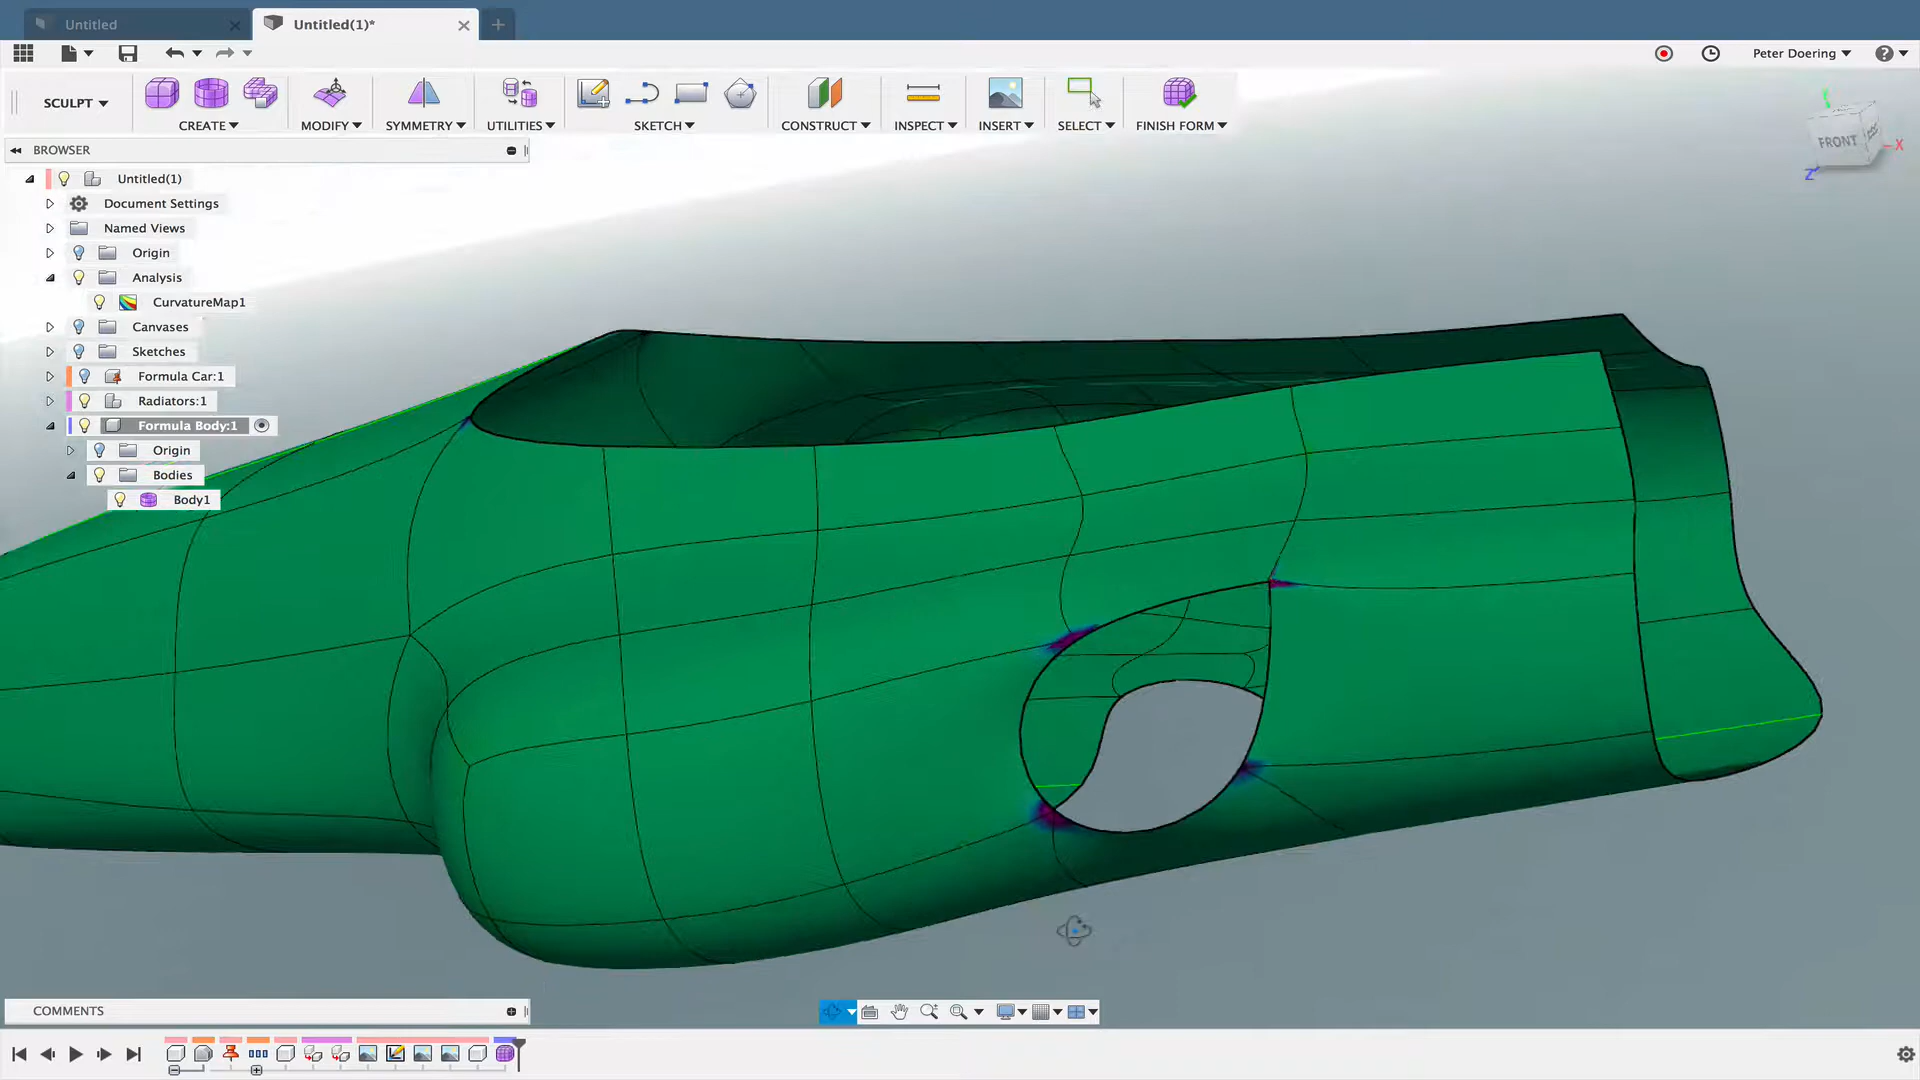 Untitled
Untitled(1)*
Peter Doering
SCULPT
CREATE
MODIFY
SYMMETRY
UTILITIES
SKETCH
CONSTRUCT
INSPECT
INSERT
SELECT
FINISH FORM
FRONT
X
Z
BROWSER
Untitled(1)
Document Settings
Named Views
Origin
Analysis
CurvatureMap1
Canvases
Sketches
Formula Car:1
Radiators:1
Formula Body:1
Origin
Bodies
Body1
COMMENTS